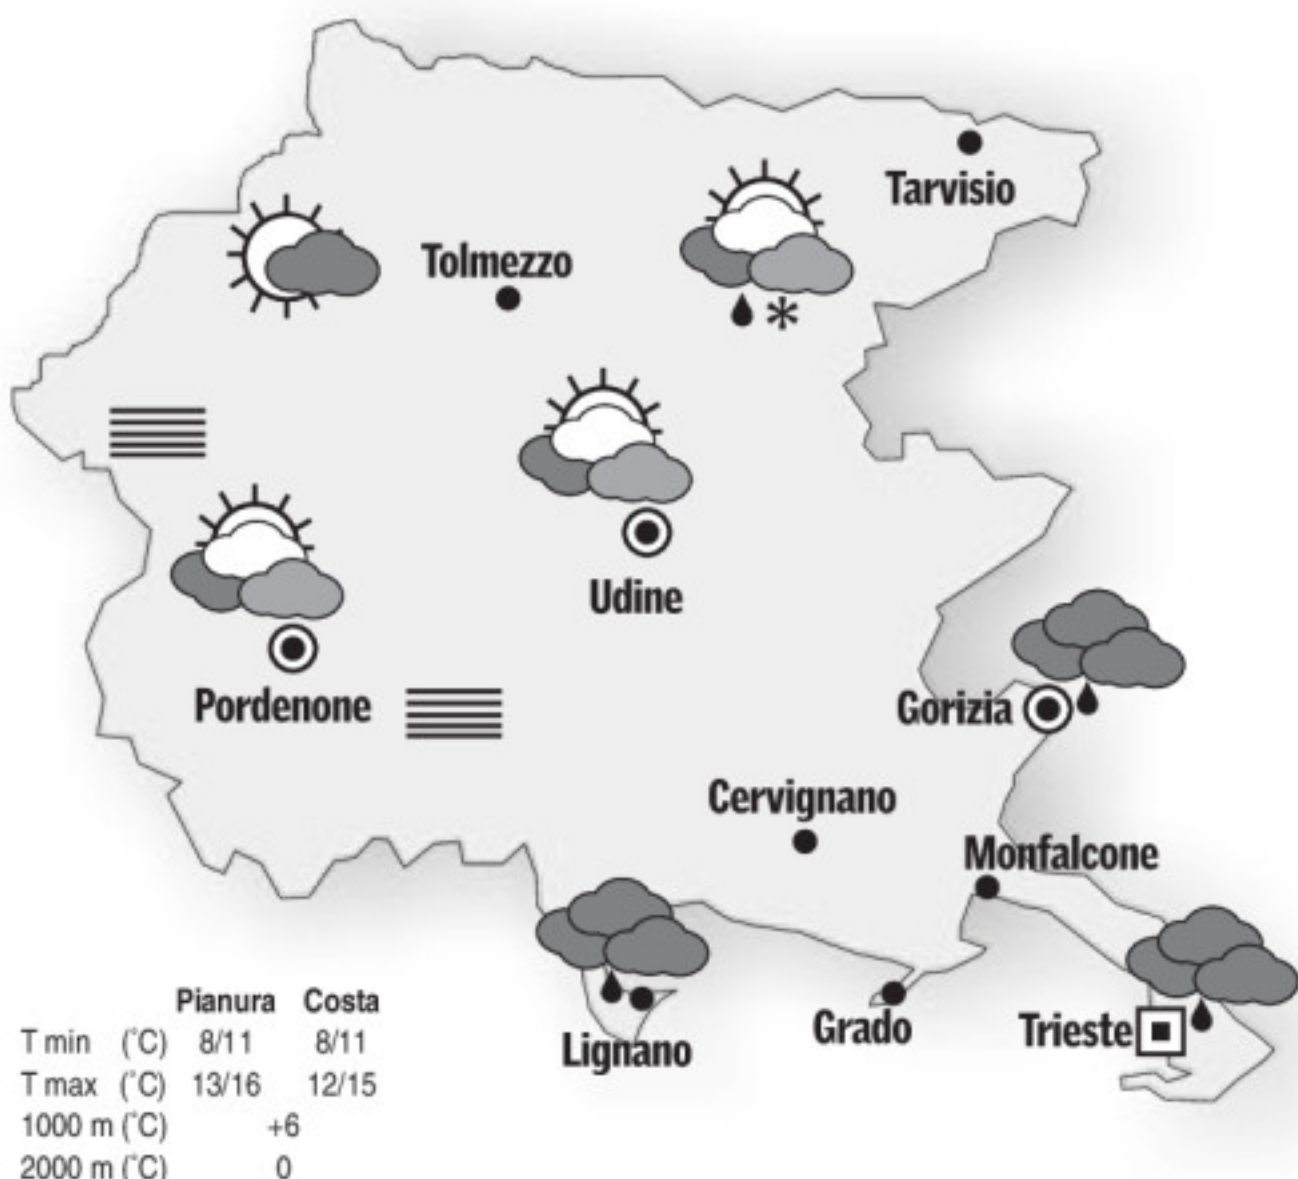 Tarvisio
Tolmezzo
Udine
Pordenone
Gorizia
Cervignano
Monfalcone
Lignano
Grado
Trieste
Pianura Costa
T min (°C) 8/11 8/11
T max (°C) 13/16 12/15
1000 m (°C) +6
2000 m (°C) 0